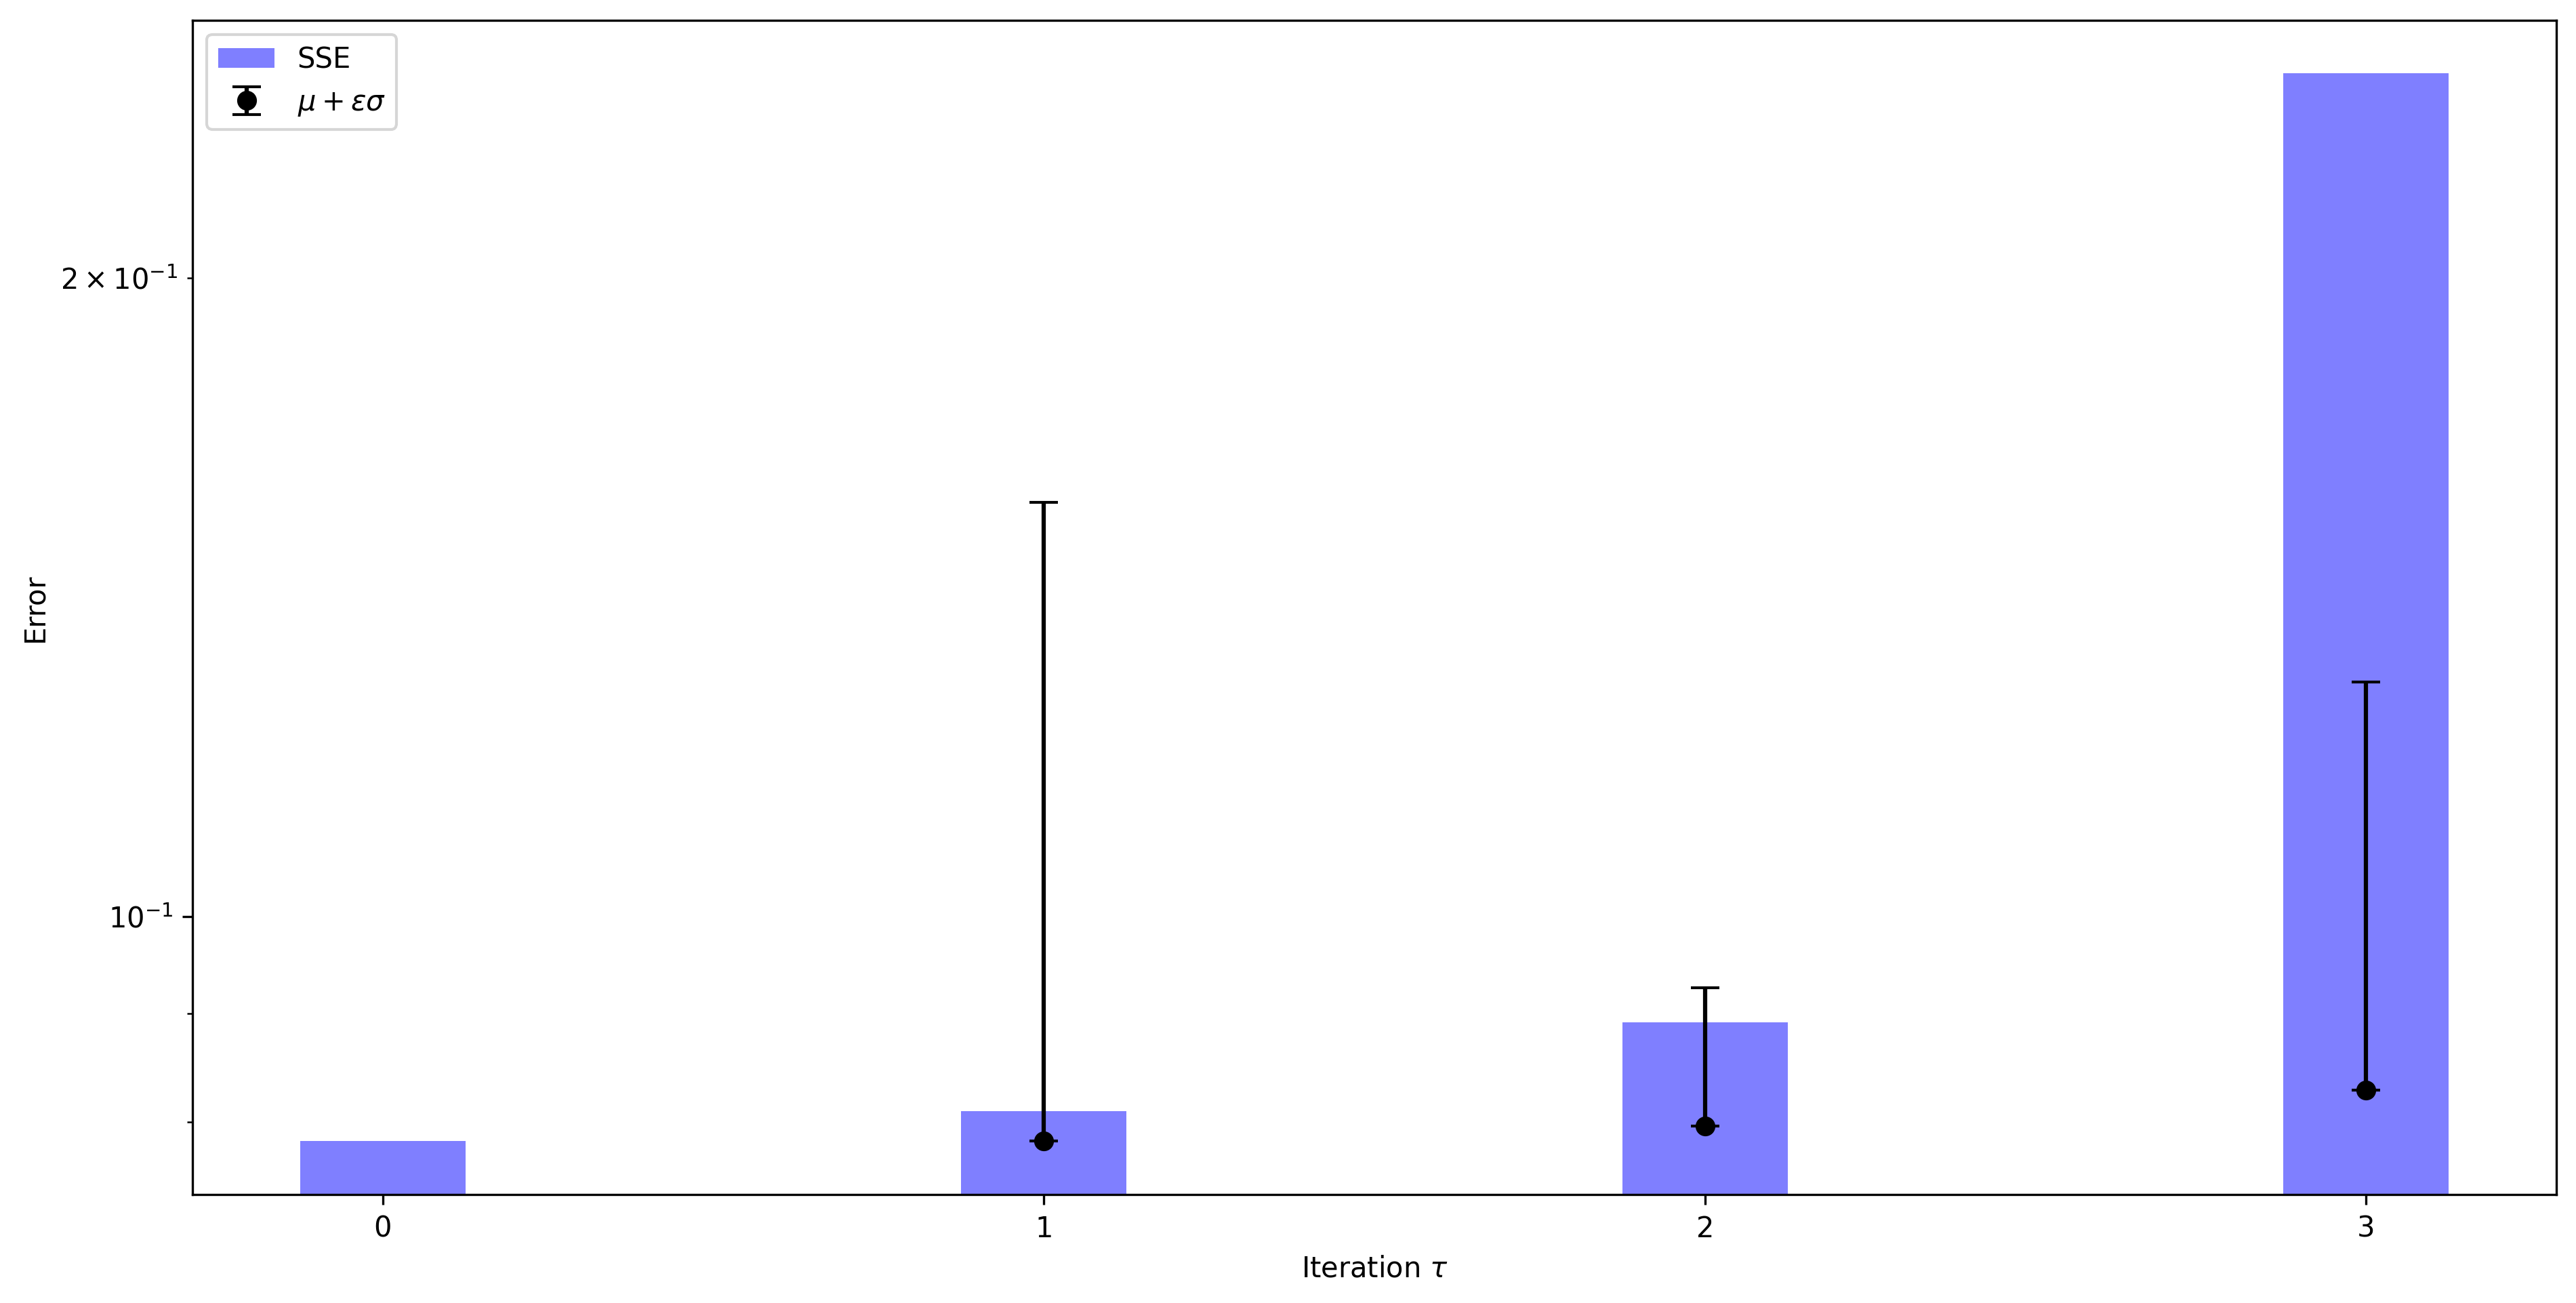 SSE
μ + εσ
2 × 10⁻¹
10⁻¹
Error
0 1 2 3
Iteration τ